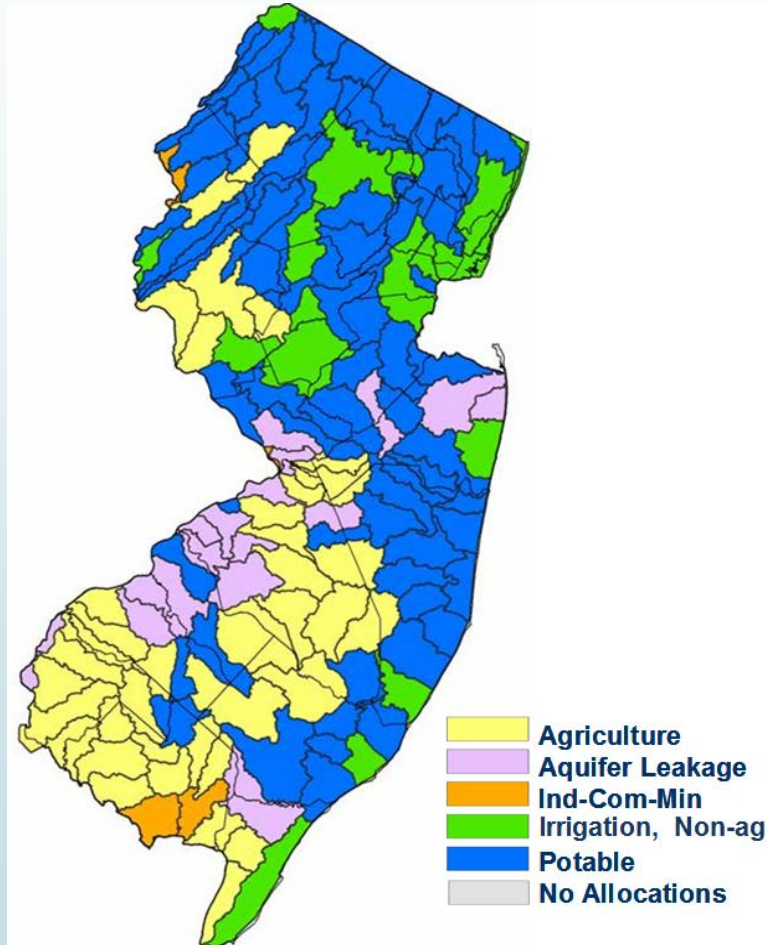 Agriculture
Aquifer Leakage
Ind-Com-Min
Irrigation, Non-ag
Potable
No Allocations